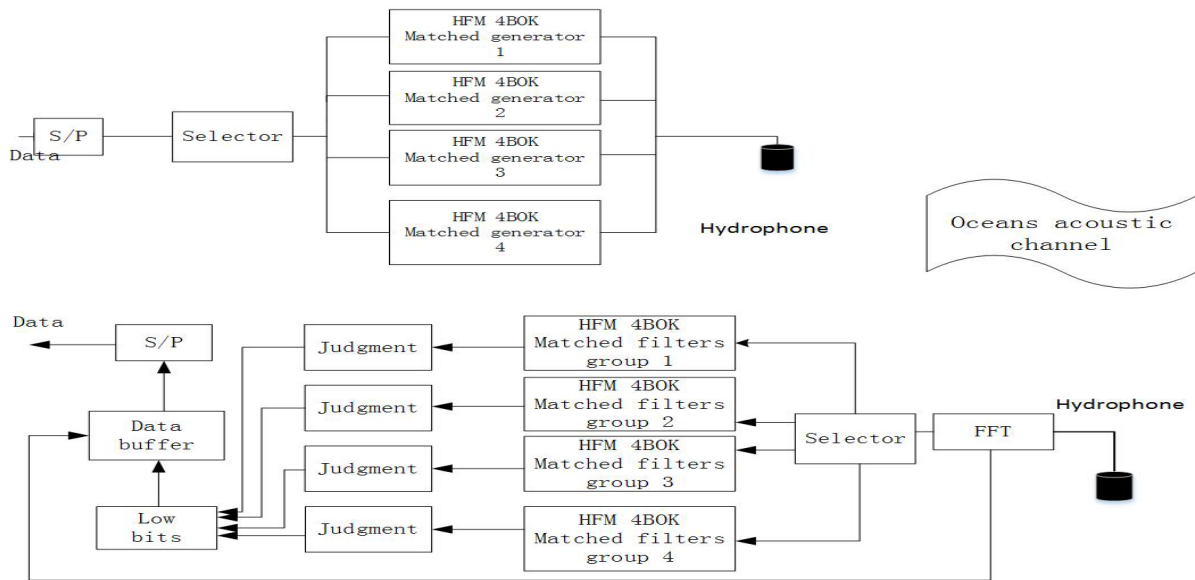 HFM 4BOK
Matched generator
1
HFM 4BOK
Matched generator
2
S/P
Data
Selector
HFM 4BOK
Matched generator
3
HFM 4BOK
Matched generator
4
Hydrophone
Oceans acoustic
channel
Data
S/P
Judgment
HFM 4BOK
Matched filters
group 1
Data
buffer
Judgment
HFM 4BOK
Matched filters
group 2
Selector
FFT
Hydrophone
Judgment
HFM 4BOK
Matched filters
group 3
Low
bits
Judgment
HFM 4BOK
Matched filters
group 4